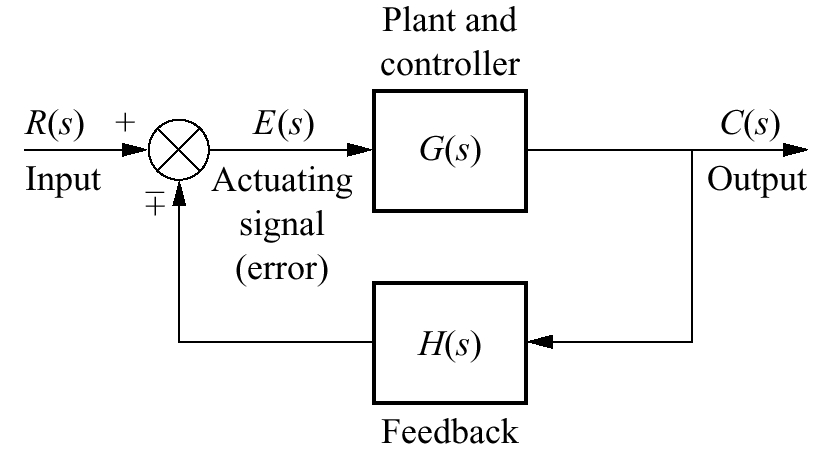 Plant and
controller
R(s) + E(s) G(s) C(s)
Input
∓
Actuating
signal
(error)
Output
H(s)
Feedback